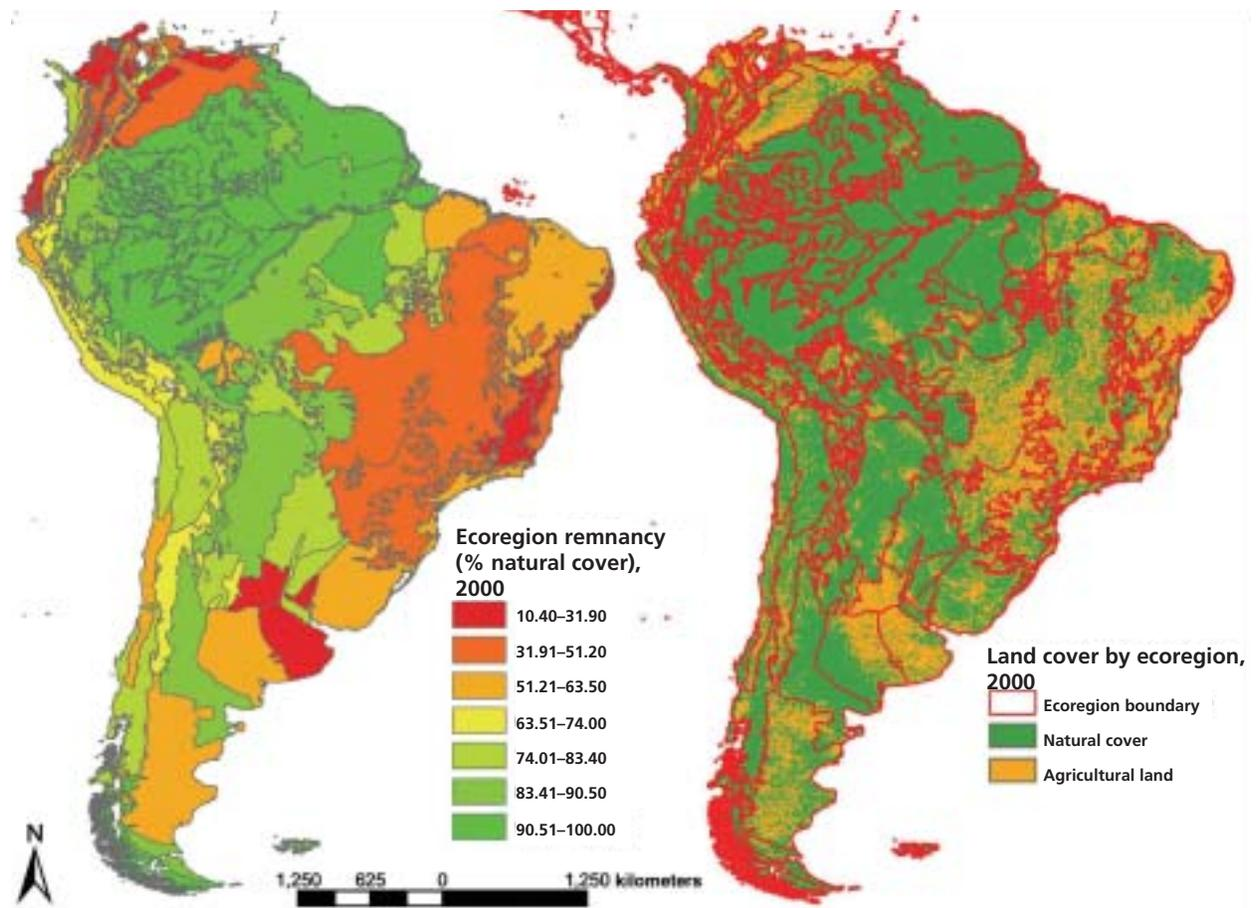 Ecoregion remnancy
(% natural cover),
2000
10.40–31.90
31.91–51.20
51.21–63.50
63.51–74.00
74.01–83.40
83.41–90.50
90.51–100.00
Land cover by ecoregion,
2000
Ecoregion boundary
Natural cover
Agricultural land
N
1,250 625 0 1,250 kilometers